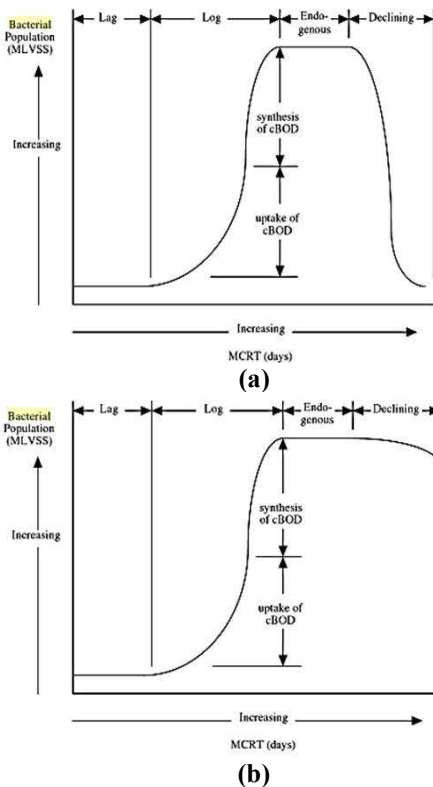 Bacterial
Population
(MLVSS)
Lag
Log
Endo-
genous
Declining
Increasing
synthesis
of cBOD
uptake of
cBOD
Increasing
MCRT (days)
(a)
Bacterial
Population
(MLVSS)
Lag
Log
Endo-
genous
Declining
Increasing
synthesis
of cBOD
uptake of
cBOD
Increasing
MCRT (days)
(b)